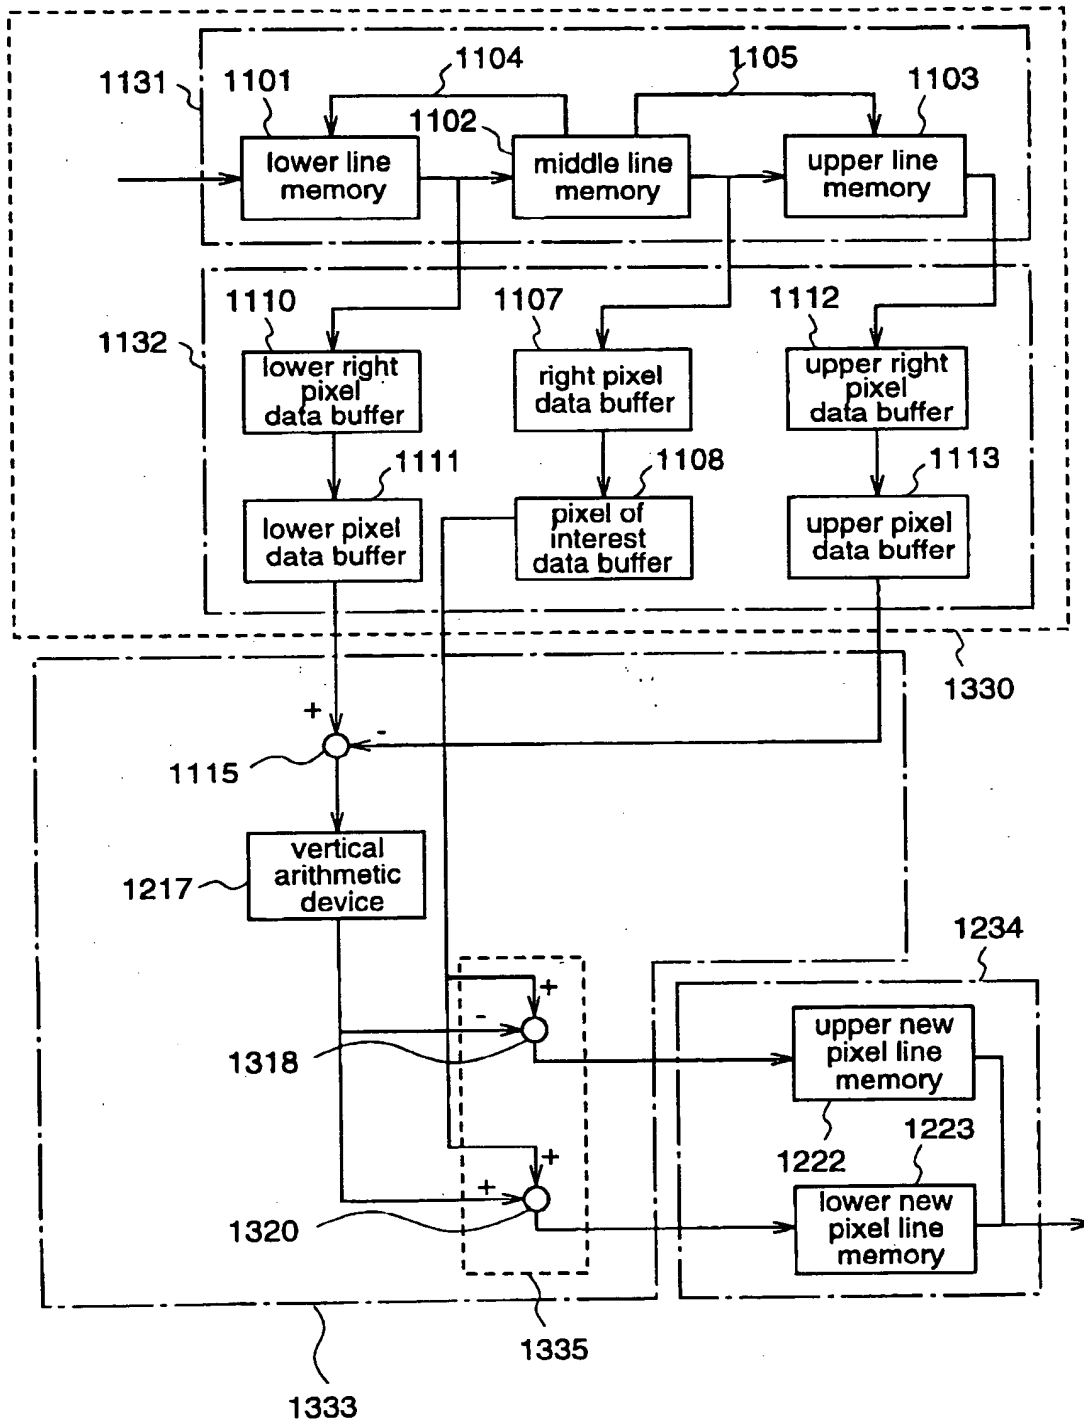 1131
1101
1104
1102
1105
1103
lower line
memory
middle line
memory
upper line
memory
1132
1110
1107
1112
lower right
pixel
data buffer
right pixel
data buffer
upper right
pixel
data buffer
1111
1108
1113
lower pixel
data buffer
pixel of
interest
data buffer
upper pixel
data buffer
1330
+
-
1115
vertical
arithmetic
device
1217
1234
+
-
1318
upper new
pixel line
memory
1222
1223
+
+
1320
lower new
pixel line
memory
1335
1333